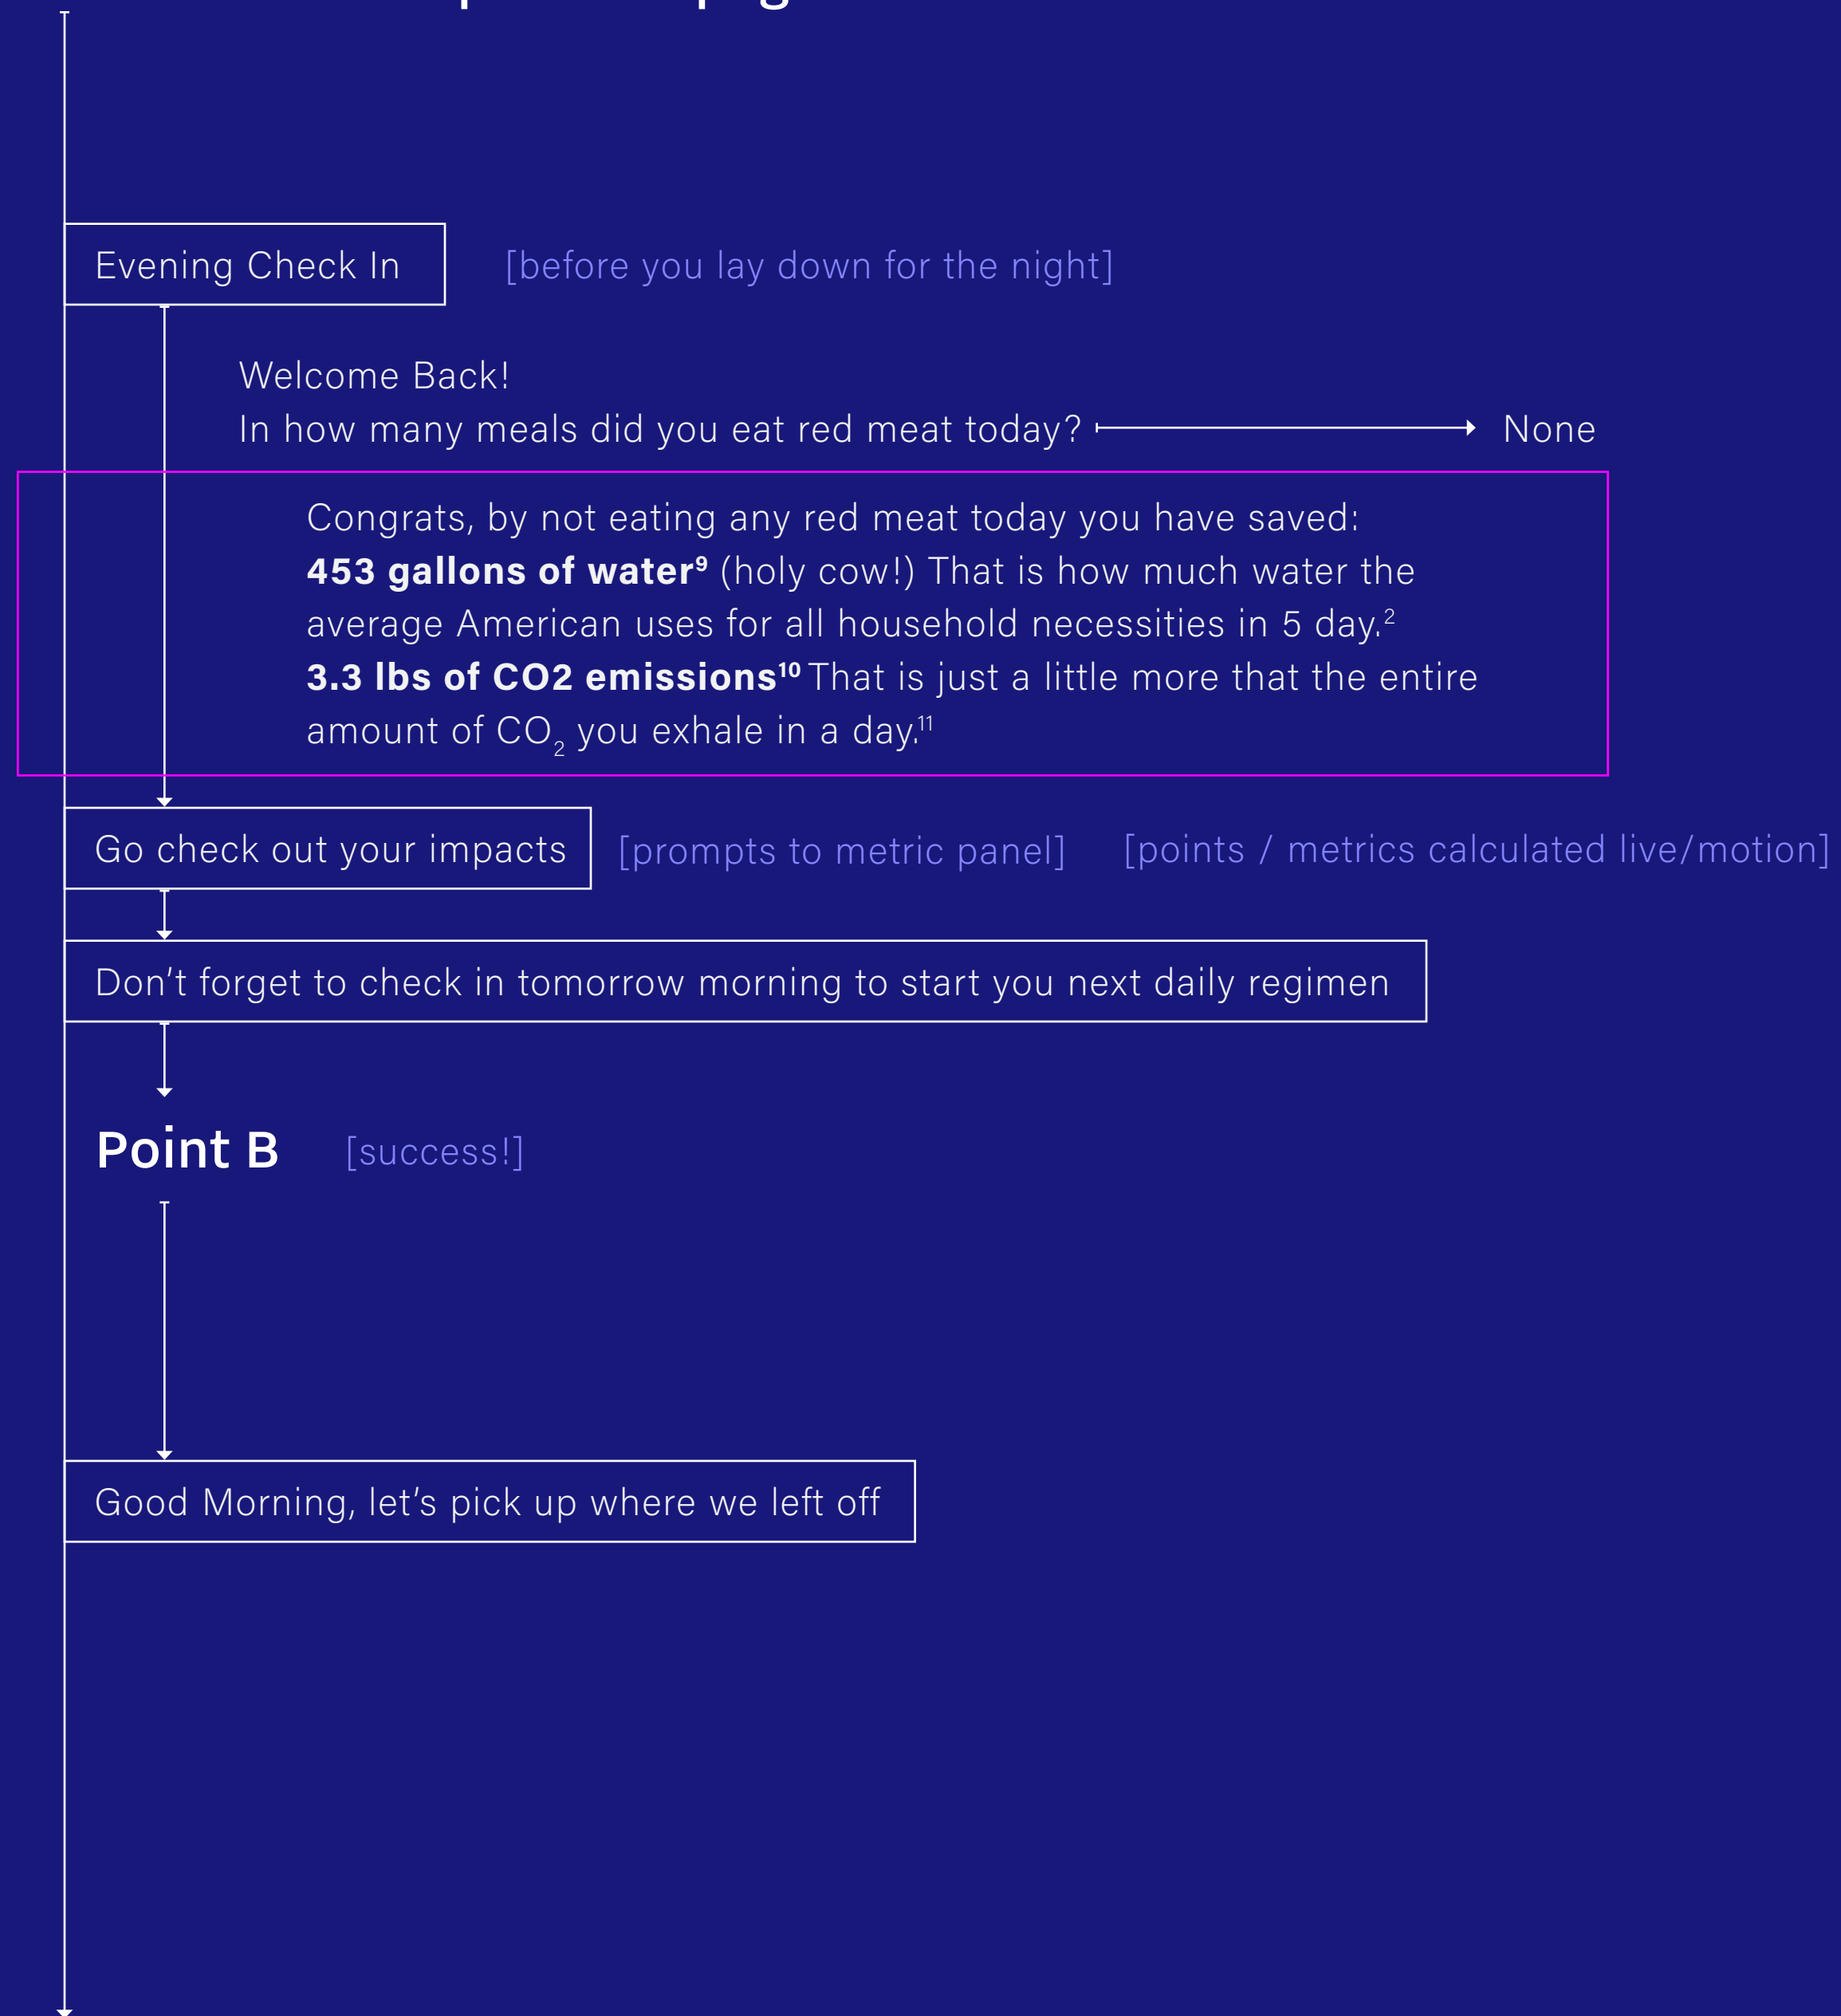 Evening Check In [before you lay down for the night]
Welcome Back!
In how many meals did you eat red meat today? None
Congrats, by not eating any red meat today you have saved:
453 gallons of water⁹ (holy cow!) That is how much water the
average American uses for all household necessities in 5 day.²
3.3 lbs of CO2 emissions¹⁰ That is just a little more that the entire
amount of CO₂ you exhale in a day.¹¹
Go check out your impacts [prompts to metric panel] [points / metrics calculated live/motion]
Don't forget to check in tomorrow morning to start you next daily regimen
Point B [success!]
Good Morning, let's pick up where we left off